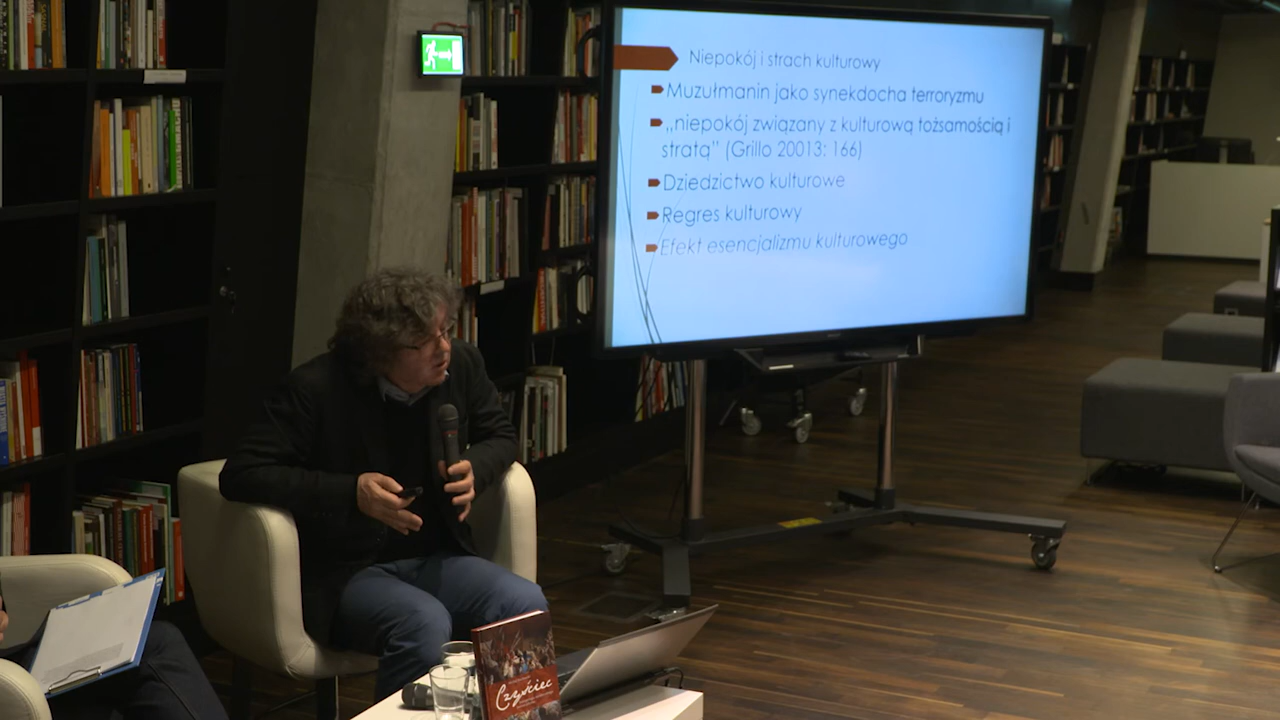 Niepokój i strach kulturowy
Muzułmanin jako synekdocha terroryzmu
„niepokój związany z kulturową tożsamością i
stratą” (Grillo 20013: 166)
Dziedzictwo kulturowe
Regres kulturowy
Efekt esencjalizmu kulturowego
Czyściec